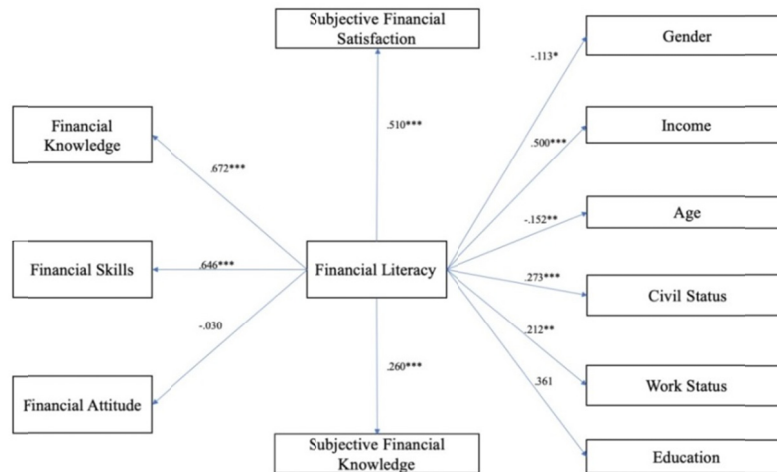 Subjective Financial
Satisfaction
Gender
-.113*
Financial
Knowledge
.510***
.500***
Income
.672***
-.152**
Age
Financial Skills
.646***
Financial Literacy
.273***
Civil Status
-.030
.212**
.260***
.361
Work Status
Financial Attitude
Subjective Financial
Knowledge
Education